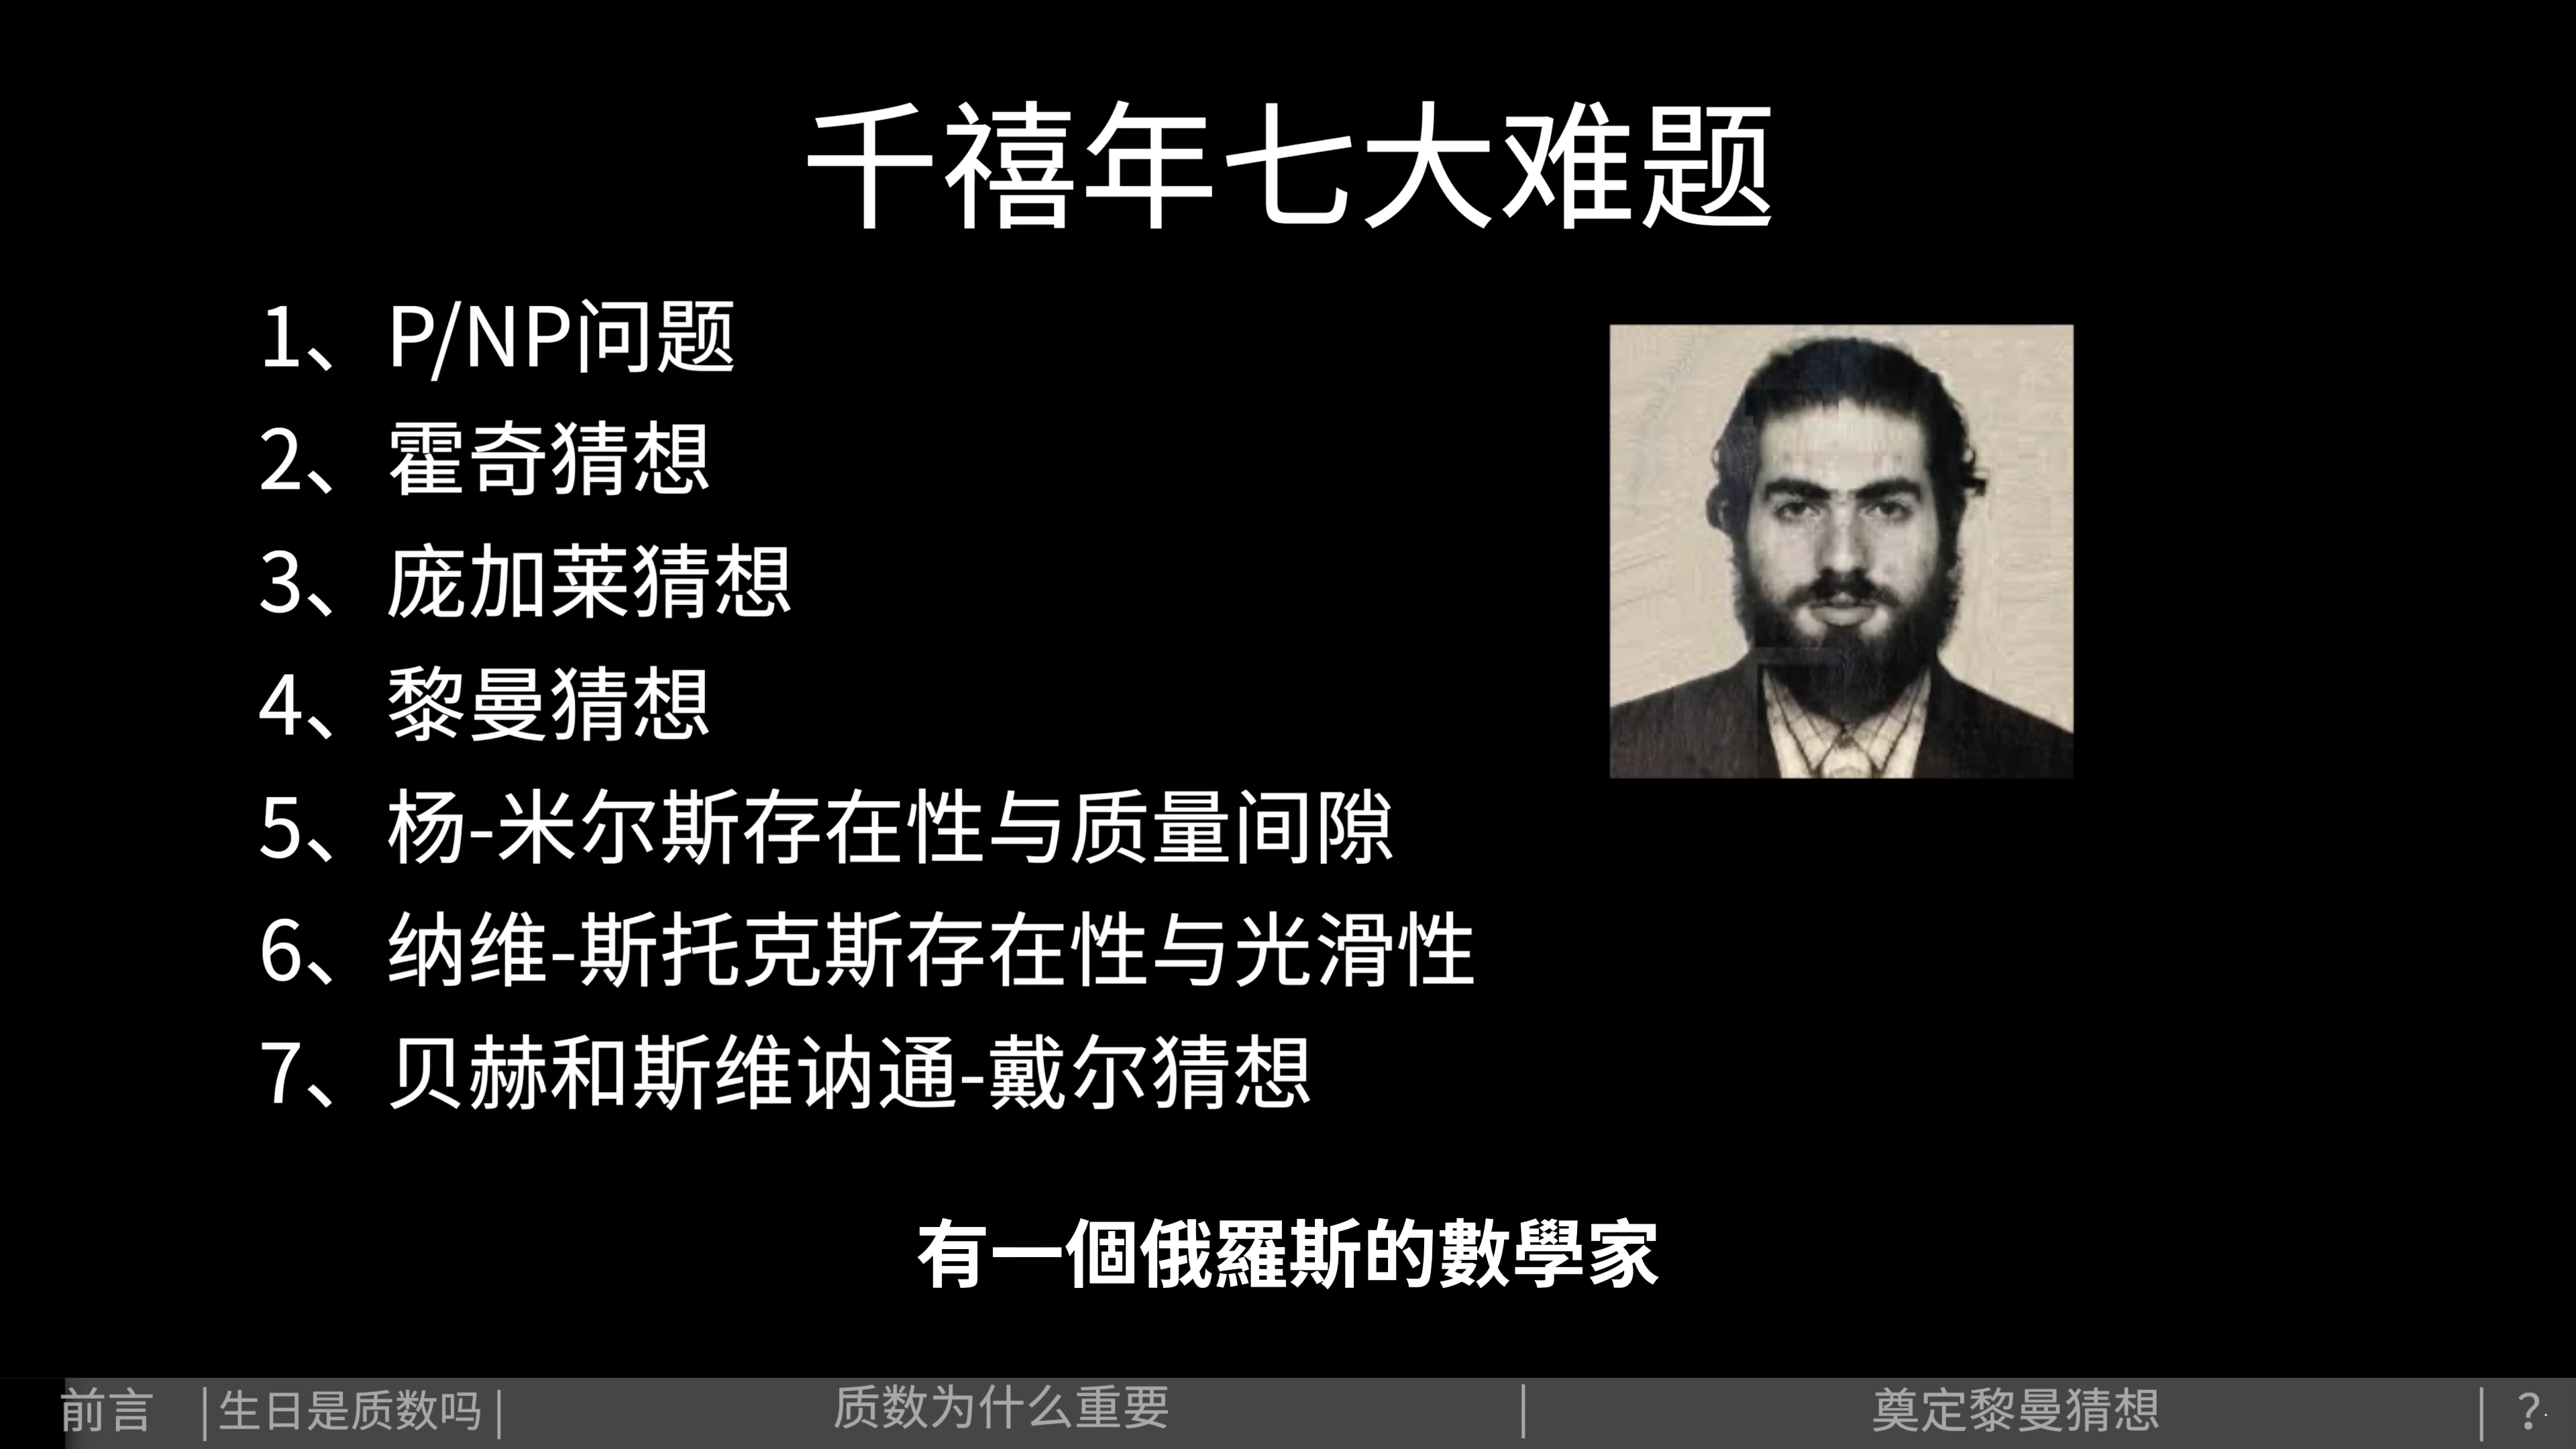 千禧年七大难题
1、 P/NP问题
2、 霍奇猜想
3、 庞加莱猜想
4、 黎曼猜想
5、 杨-米尔斯存在性与质量间隙
6、 纳维-斯托克斯存在性与光滑性
7、 贝赫和斯维讷通-戴尔猜想
有一個俄羅斯的數學家
前言 |生日是质数吗| 质数为什么重要 | 奠定黎曼猜想 | ?